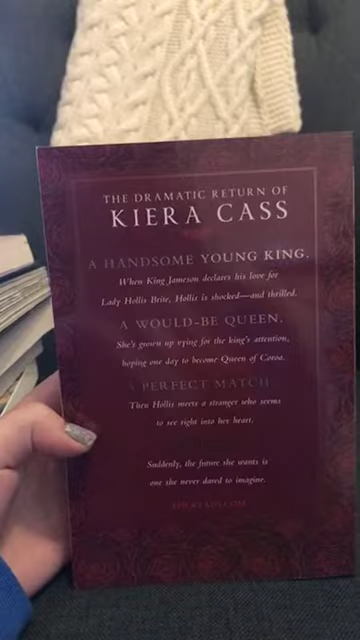 THE DRAMATIC RETURN OF
KIERA CASS
A HANDSOME YOUNG KING.
When King Jameson declares his love for
Lady Hollis Brite, Hollis is shocked—and thrilled.
A WOULD-BE QUEEN.
She's grown up vying for the king's attention,
hoping one day to become Queen of Coroa.
A PERFECT MATCH
Then Hollis meets a stranger who seems
to see right into her heart.
Suddenly, the future she wants is
one she never dared to imagine.
EPICREADS.COM